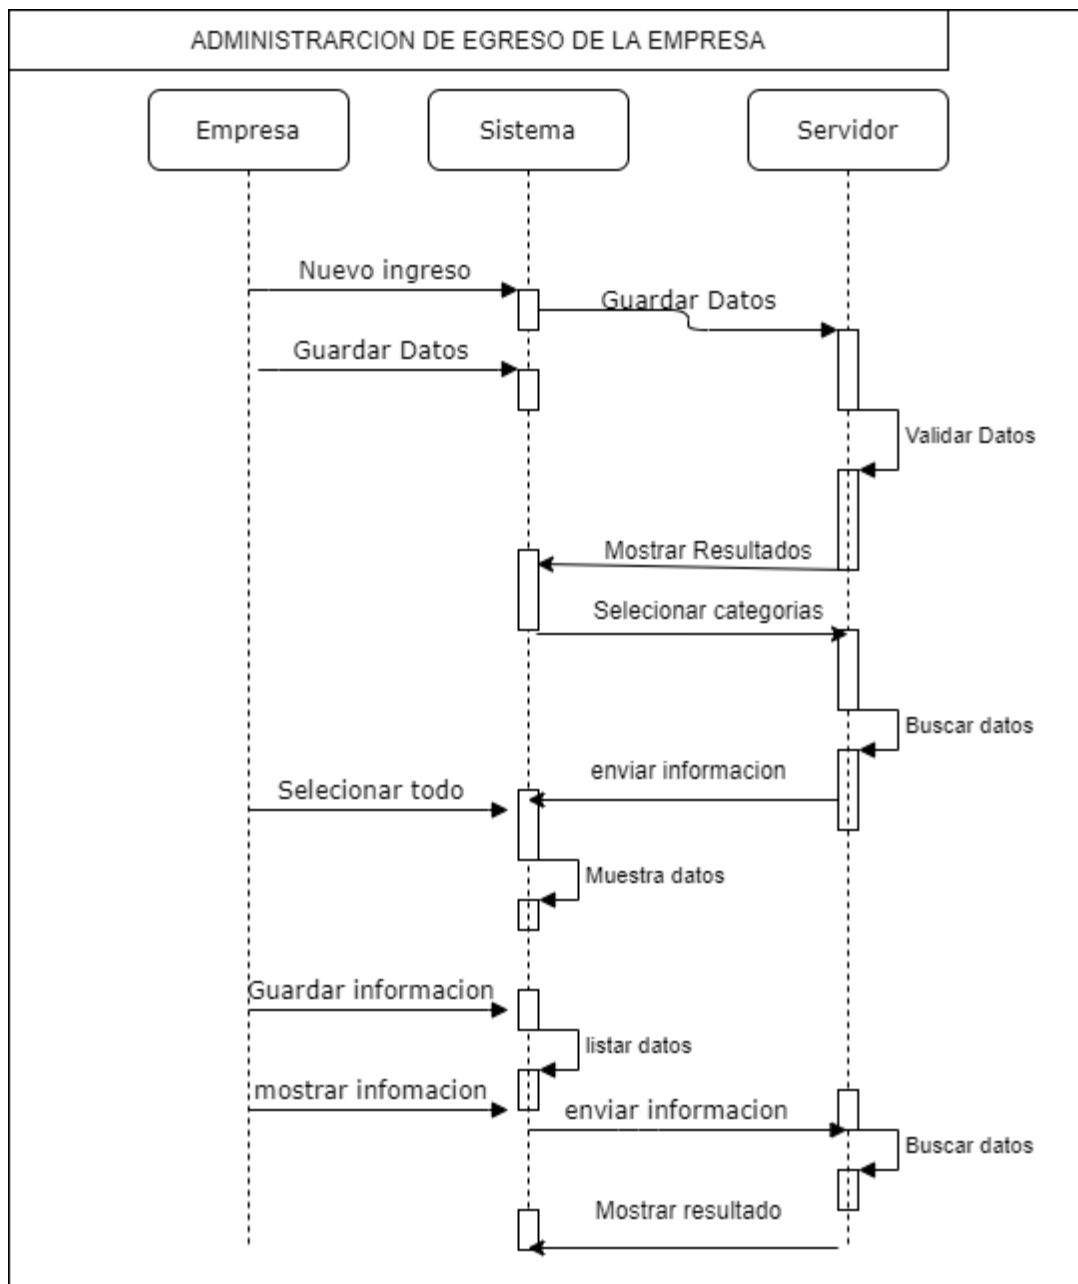 ADMINISTRARCION DE EGRESO DE LA EMPRESA
Empresa
Sistema
Servidor
Nuevo ingreso
Guardar Datos
Guardar Datos
Validar Datos
Mostrar Resultados
Selecionar categorias
Buscar datos
enviar informacion
Selecionar todo
Muestra datos
Guardar informacion
listar datos
mostrar infomacion
enviar informacion
Buscar datos
Mostrar resultado